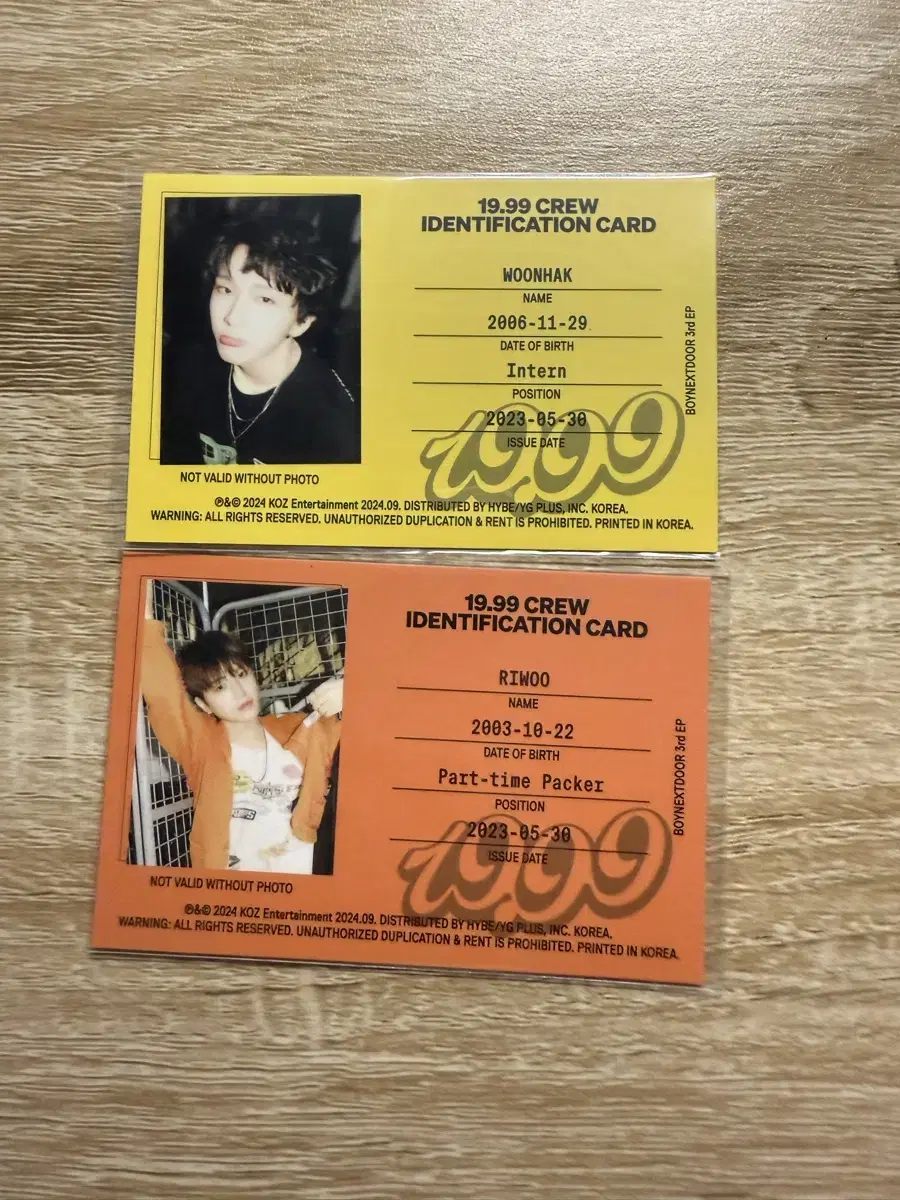 19.99 CREW
IDENTIFICATION CARD
WOONHAK
NAME
2006-11-29
DATE OF BIRTH
Intern
POSITION
2023-05-30
ISSUE DATE
19.99
BOYNEXTDOOR 3rd EP
NOT VALID WITHOUT PHOTO
℗&© 2024 KOZ Entertainment 2024.09. DISTRIBUTED BY HYBE/YG PLUS, INC. KOREA.
WARNING: ALL RIGHTS RESERVED. UNAUTHORIZED DUPLICATION & RENT IS PROHIBITED. PRINTED IN KOREA.
19.99 CREW
IDENTIFICATION CARD
RIWOO
NAME
2003-10-22
DATE OF BIRTH
Part-time Packer
POSITION
2023-05-30
ISSUE DATE
19.99
BOYNEXTDOOR 3rd EP
NOT VALID WITHOUT PHOTO
℗&© 2024 KOZ Entertainment 2024.09. DISTRIBUTED BY HYBE/YG PLUS, INC. KOREA.
WARNING: ALL RIGHTS RESERVED. UNAUTHORIZED DUPLICATION & RENT IS PROHIBITED. PRINTED IN KOREA.